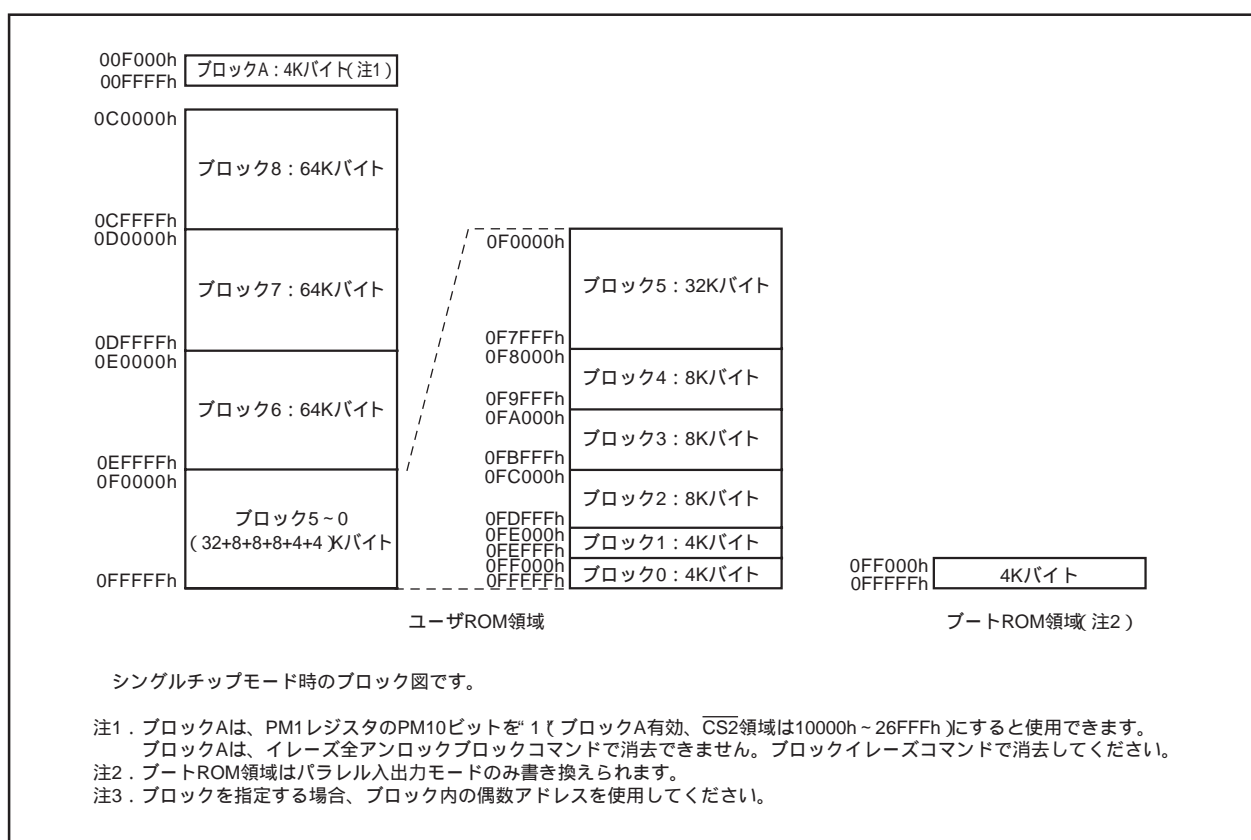 00F000h
00FFFFh
ブロックA：4Kバイト（注1）
0C0000h
ブロック8：64Kバイト
0CFFFFh
0D0000h
ブロック7：64Kバイト
0DFFFFh
0E0000h
ブロック6：64Kバイト
0EFFFFh
0F0000h
ブロック5～0
（32+8+8+8+4+4）Kバイト
0FFFFFh
0F0000h
ブロック5：32Kバイト
0F7FFFh
0F8000h
ブロック4：8Kバイト
0F9FFFh
0FA000h
ブロック3：8Kバイト
0FBFFFh
0FC000h
ブロック2：8Kバイト
0FDFFFh
0FE000h
ブロック1：4Kバイト
0FEFFFh
0FF000h
ブロック0：4Kバイト
0FFFFFh
ユーザROM領域
0FF000h
0FFFFFh
4Kバイト
ブートROM領域（注2）
シングルチップモード時のブロック図です。
注1．ブロックAは、PM1レジスタのPM10ビットを“1”（ブロックA有効、CS2領域は10000h～26FFFh）にすると使用できます。
ブロックAは、イレーズ全アンロックブロックコマンドで消去できません。ブロックイレーズコマンドで消去してください。
注2．ブートROM領域はパラレル入出力モードのみ書き換えられます。
注3．ブロックを指定する場合、ブロック内の偶数アドレスを使用してください。